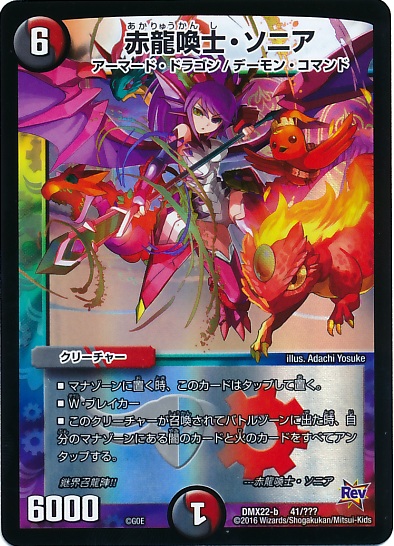 6
あかりゅうかん し
赤龍喚士・ソニア
アーマード・ドラゴン / デーモン・コマンド
illus. Adachi Yosuke
クリーチャー
■ マナゾーンに置く時、このカードはタップして置く。
■ W・ブレイカー
■ このクリーチャーが召喚されてバトルゾーンに出た時、自
分のマナゾーンにある闇のカードと火のカードをすべてアン
タップする。
継界召龍陣!! ---赤龍喚士・ソニア
Rev
6000
©GOE
1
DMX22-b 41/???
©2016 Wizards/Shogakukan/Mitsui-Kids